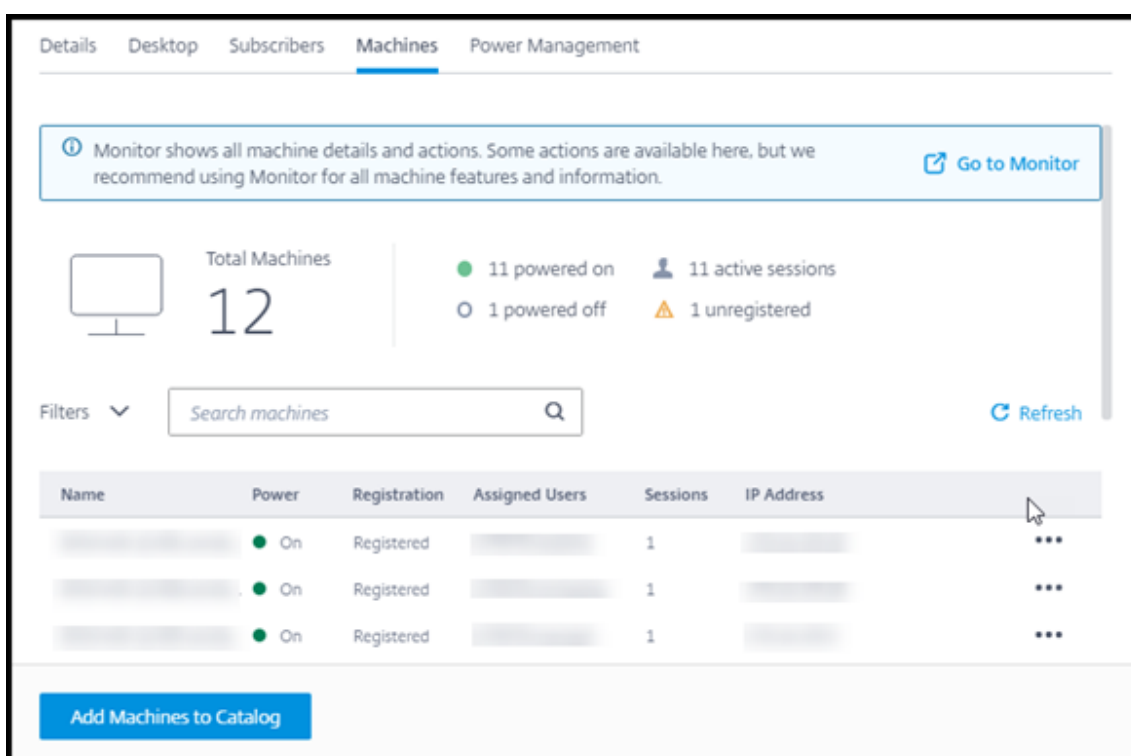 Details Desktop Subscribers Machines Power Management
Monitor shows all machine details and actions. Some actions are available here, but we
recommend using Monitor for all machine features and information.
Go to Monitor
Total Machines
12
11 powered on 11 active sessions
1 powered off 1 unregistered
Filters Search machines Refresh
Name Power Registration Assigned Users Sessions IP Address
On Registered 1
On Registered 1
On Registered 1
Add Machines to Catalog